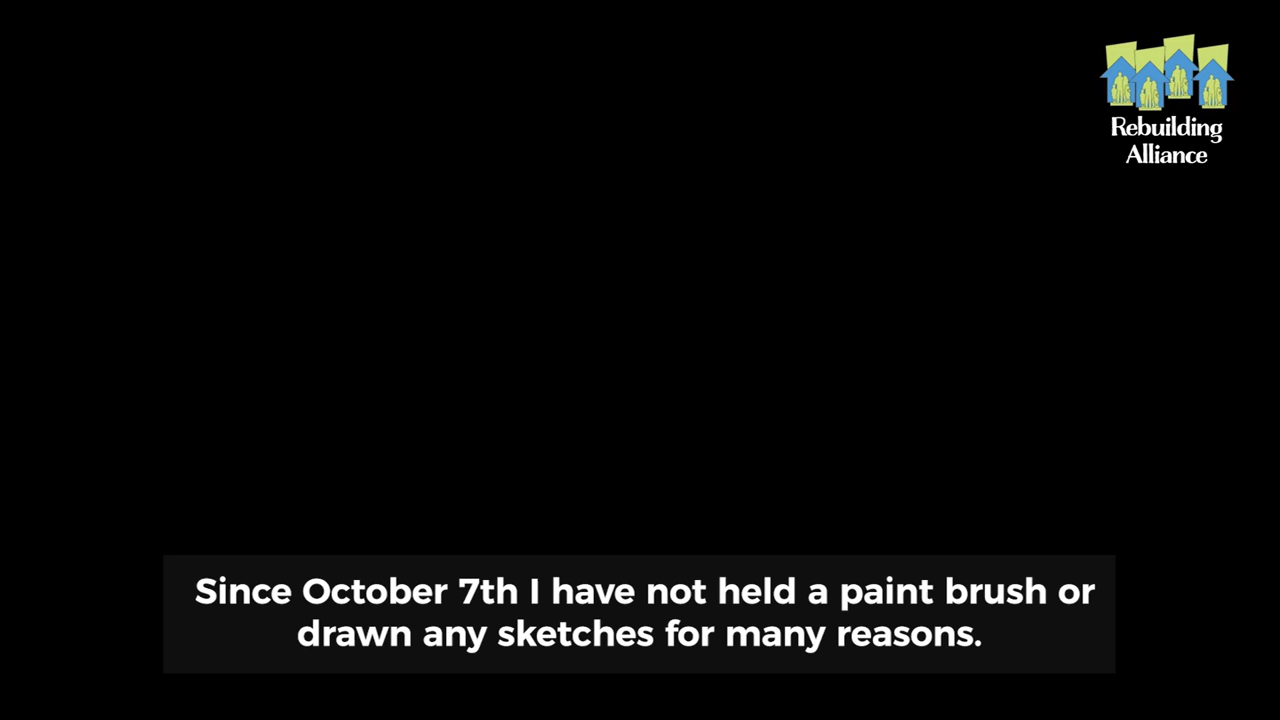 Rebuilding
Alliance
Since October 7th I have not held a paint brush or
drawn any sketches for many reasons.